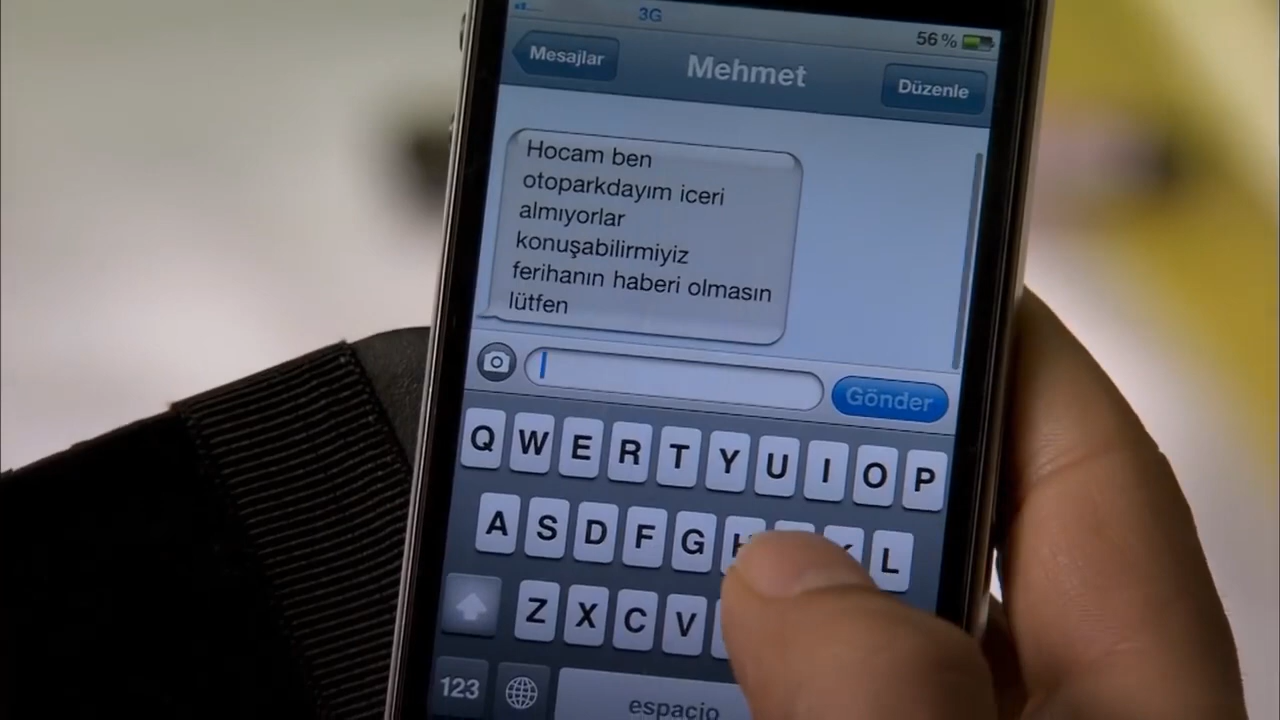 3G
56 %
Mesajlar
Mehmet
Düzenle
Hocam ben
otoparkdayım iceri
almıyorlar
konuşabilirmiyiz
ferihanın haberi olmasın
lütfen
Gönder
Q W E R T Y U I O P
A S D F G H K L
Z X C V
123
espacio